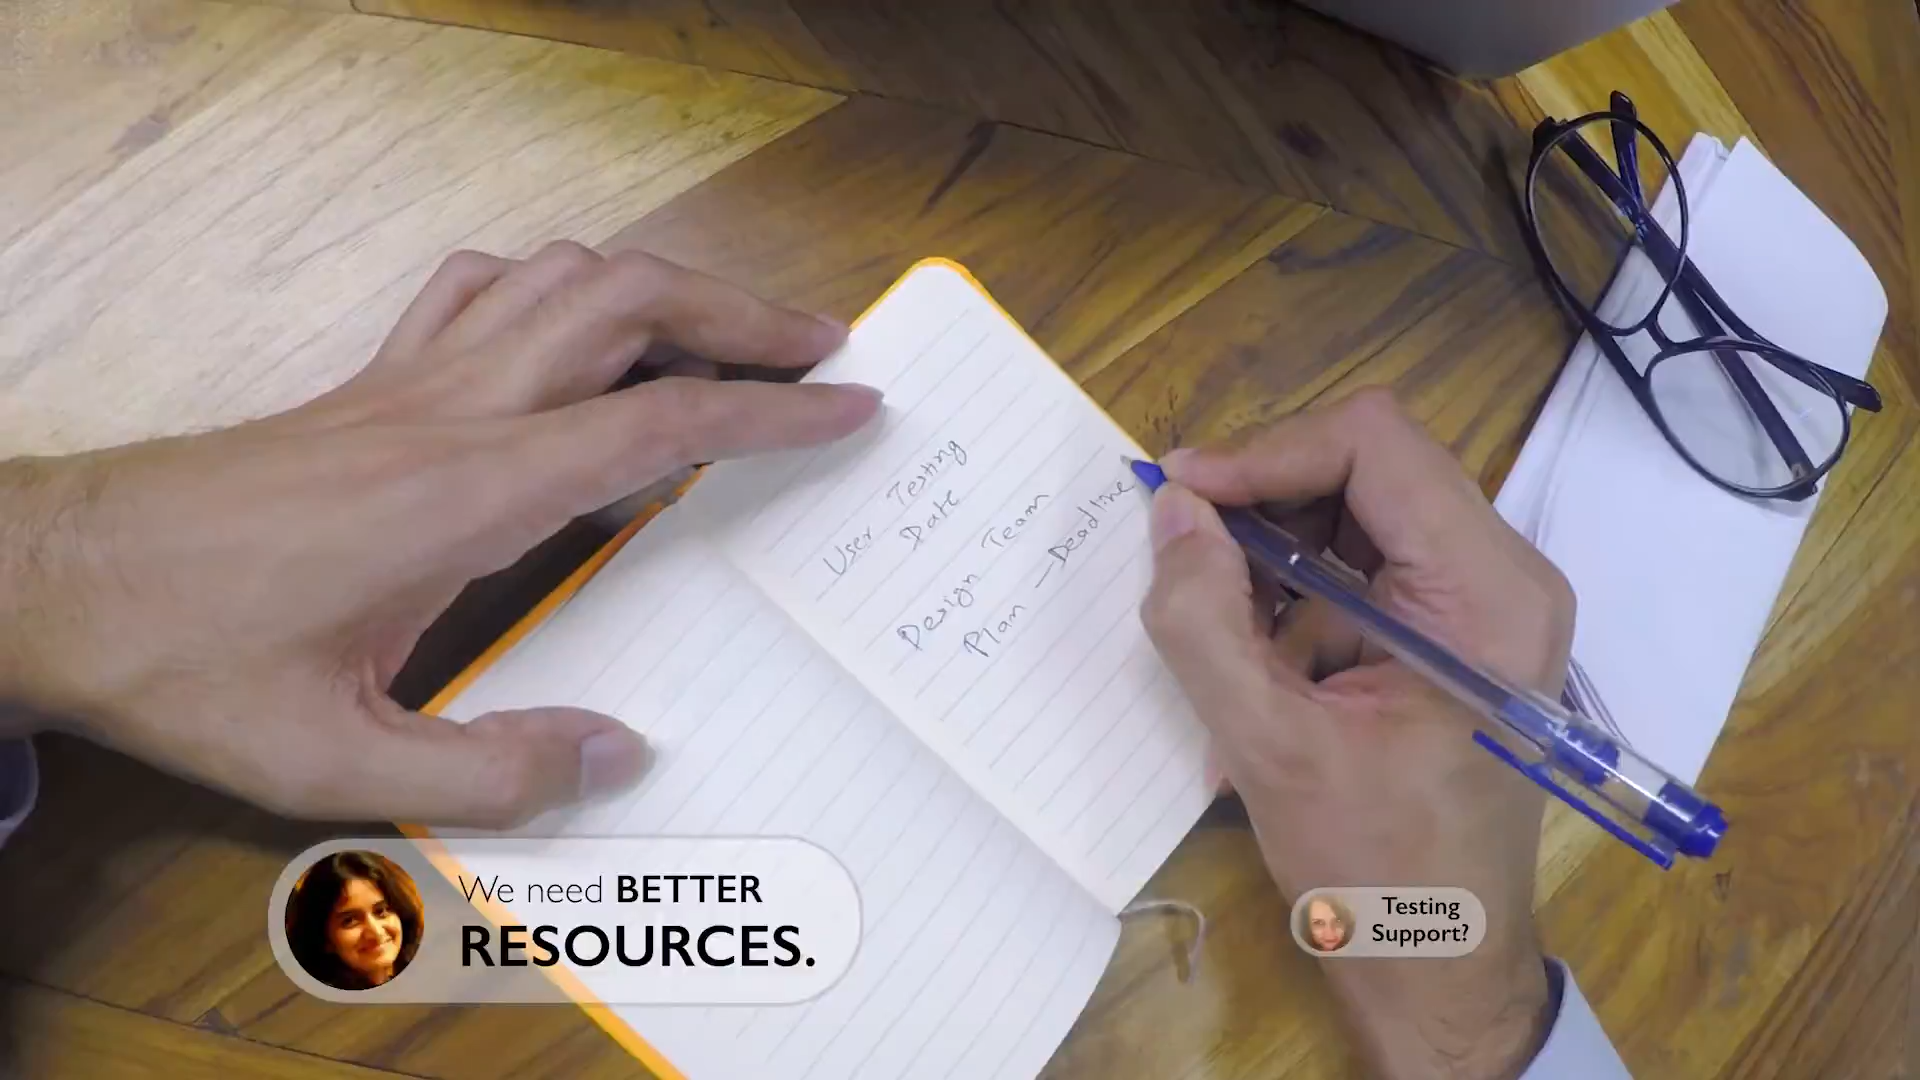 User Testing
Date
Design Team
Plan - Deadline
We need BETTER
RESOURCES.
Testing
Support?